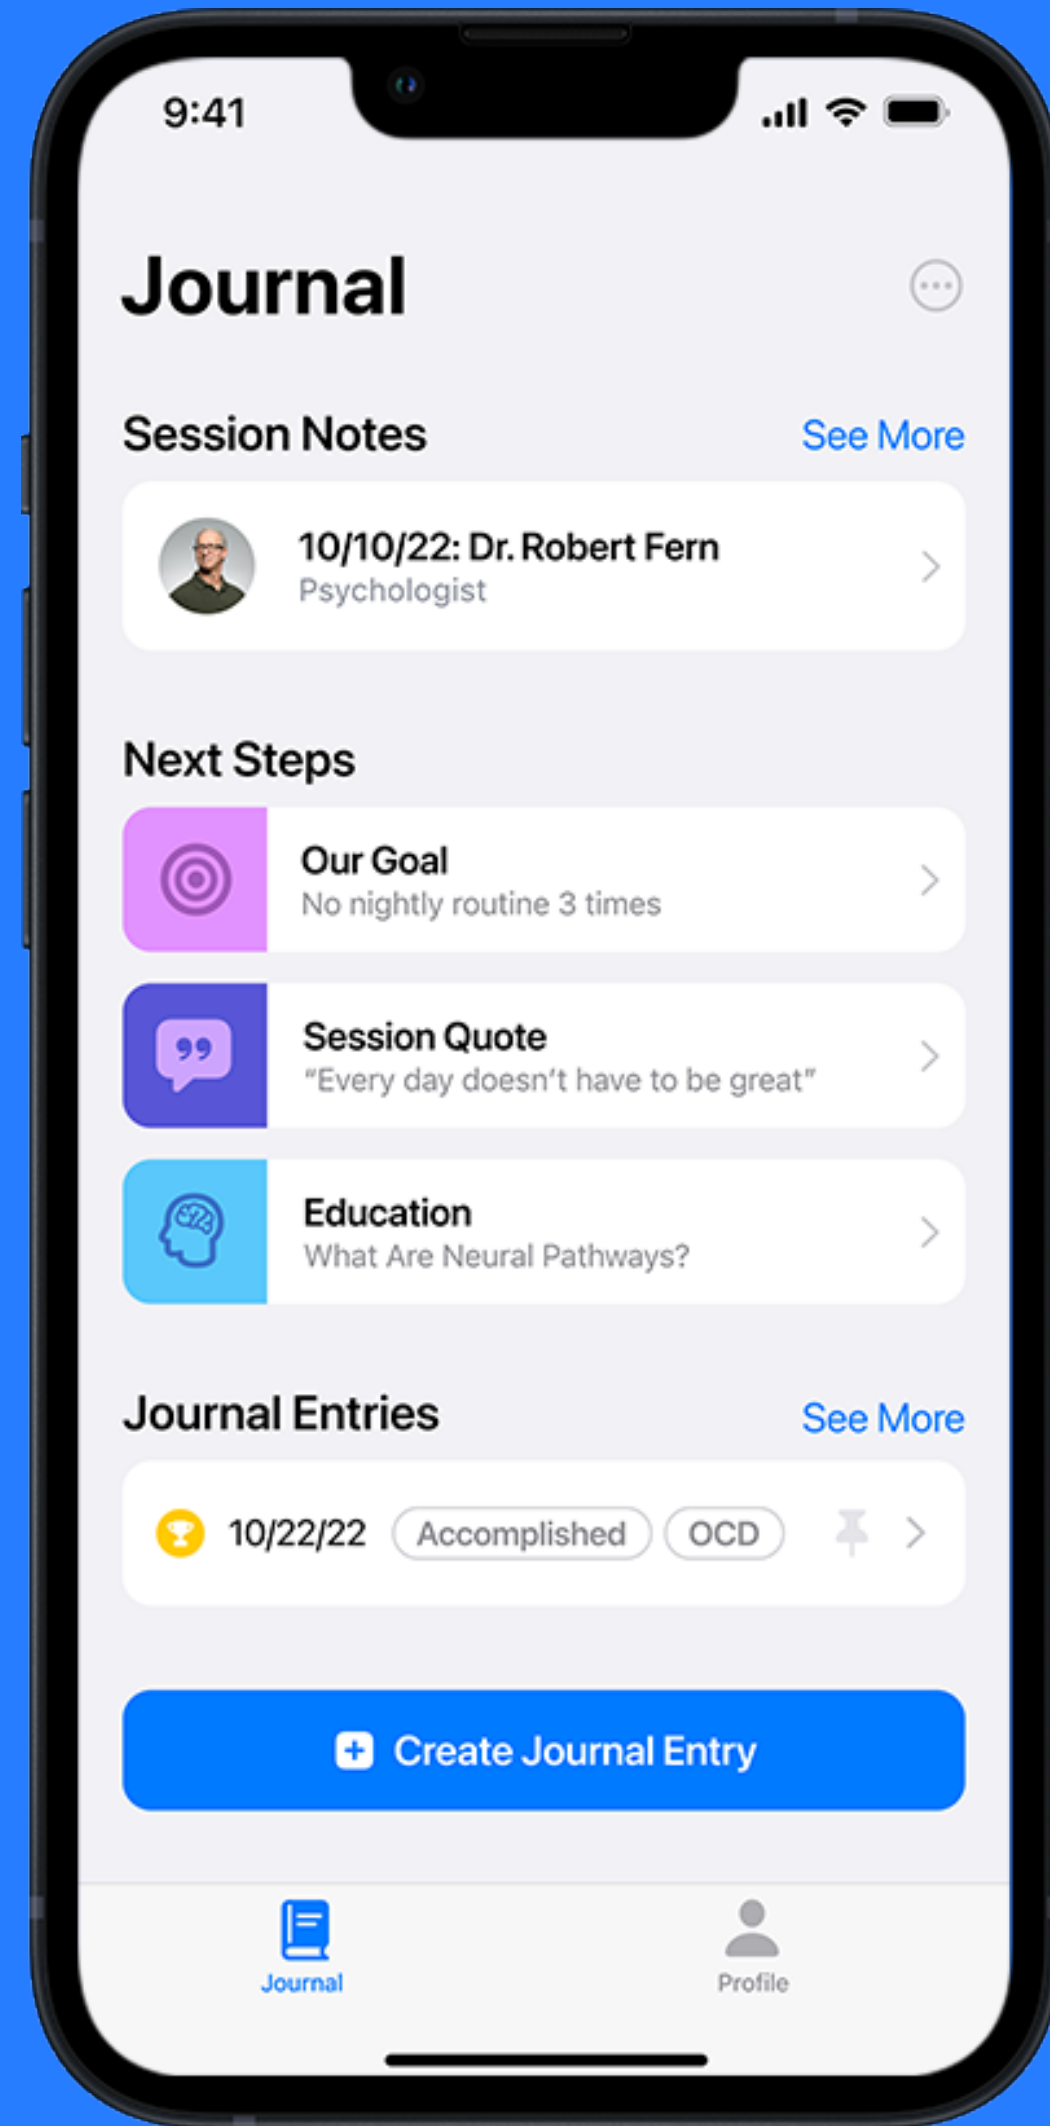 9:41
Journal
Session Notes
See More
10/10/22: Dr. Robert Fern
Psychologist
Next Steps
Our Goal
No nightly routine 3 times
Session Quote
“Every day doesn’t have to be great”
Education
What Are Neural Pathways?
Journal Entries
See More
10/22/22 Accomplished OCD
Create Journal Entry
Journal
Profile